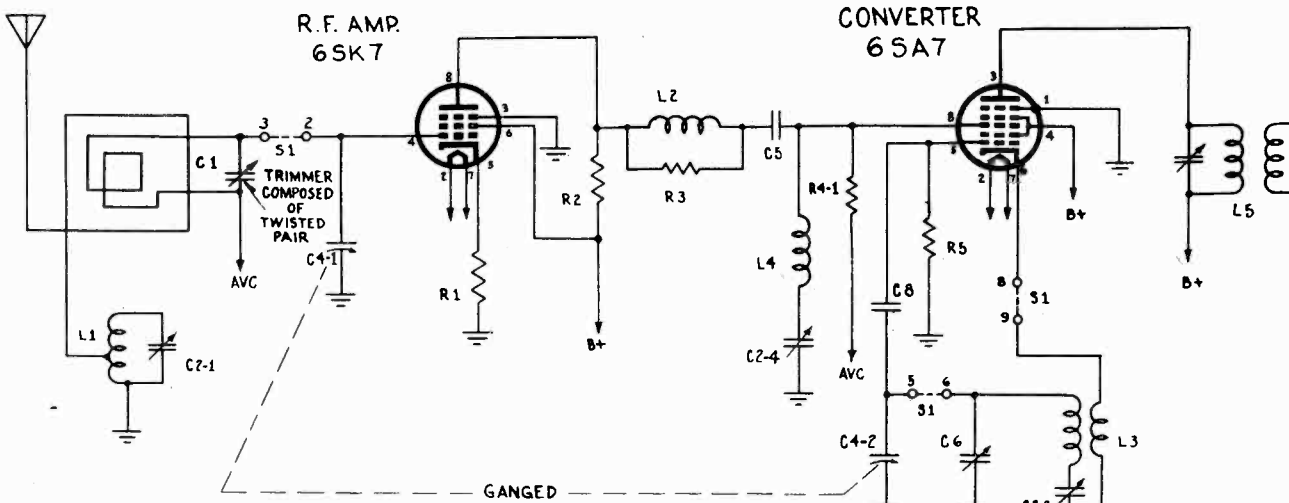 R.F. AMP.
6SK7
CONVERTER
6SA7
8
3
6
4
2
7
5
3
2
S1
C1
TRIMMER
COMPOSED
OF
TWISTED
PAIR
AVC
C4-1
R1
R2
B+
L2
R3
C5
L4
C2-4
R4-1
AVC
3
1
8
4
5
2
7
B+
R5
C8
8
S1
9
L5
B+
L1
C2-1
5
6
S1
C4-2
C6
L3
GANGED